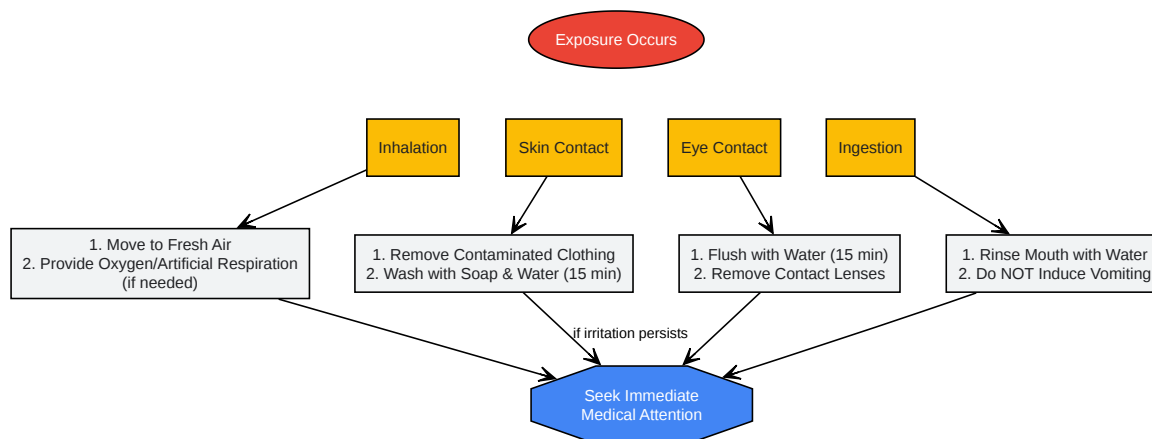 Exposure Occurs
Inhalation
Skin Contact
Eye Contact
Ingestion
1. Move to Fresh Air
2. Provide Oxygen/Artificial Respiration
(if needed)
1. Remove Contaminated Clothing
2. Wash with Soap & Water (15 min)
1. Flush with Water (15 min)
2. Remove Contact Lenses
1. Rinse Mouth with Water
2. Do NOT Induce Vomiting
if irritation persists
Seek Immediate
Medical Attention